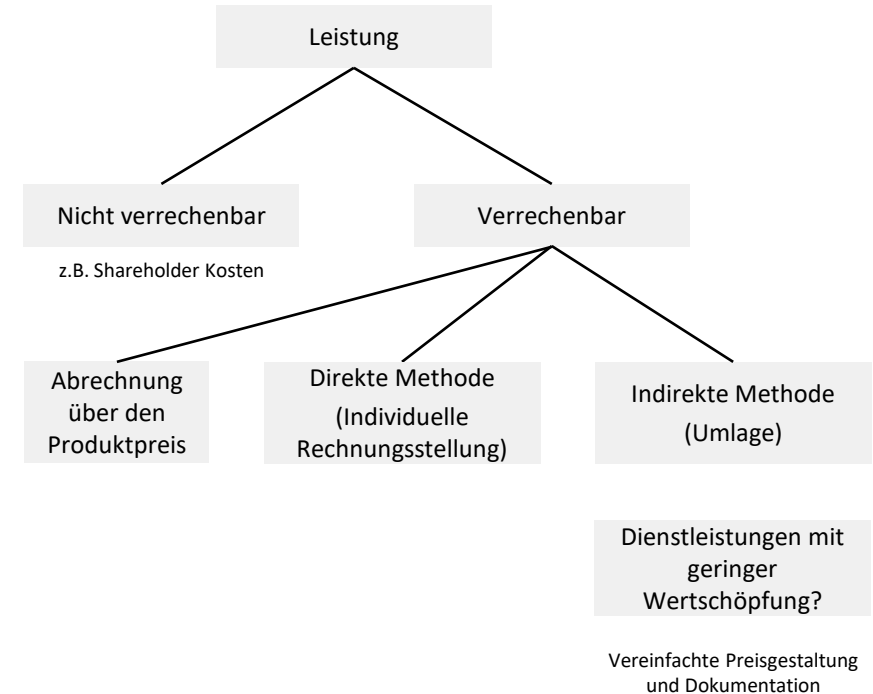 Leistung
Nicht verrechenbar
Verrechenbar
z.B. Shareholder Kosten
Abrechnung
über den
Produktpreis
Direkte Methode
(Individuelle
Rechnungsstellung)
Indirekte Methode
(Umlage)
Dienstleistungen mit
geringer
Wertschöpfung?
Vereinfachte Preisgestaltung
und Dokumentation